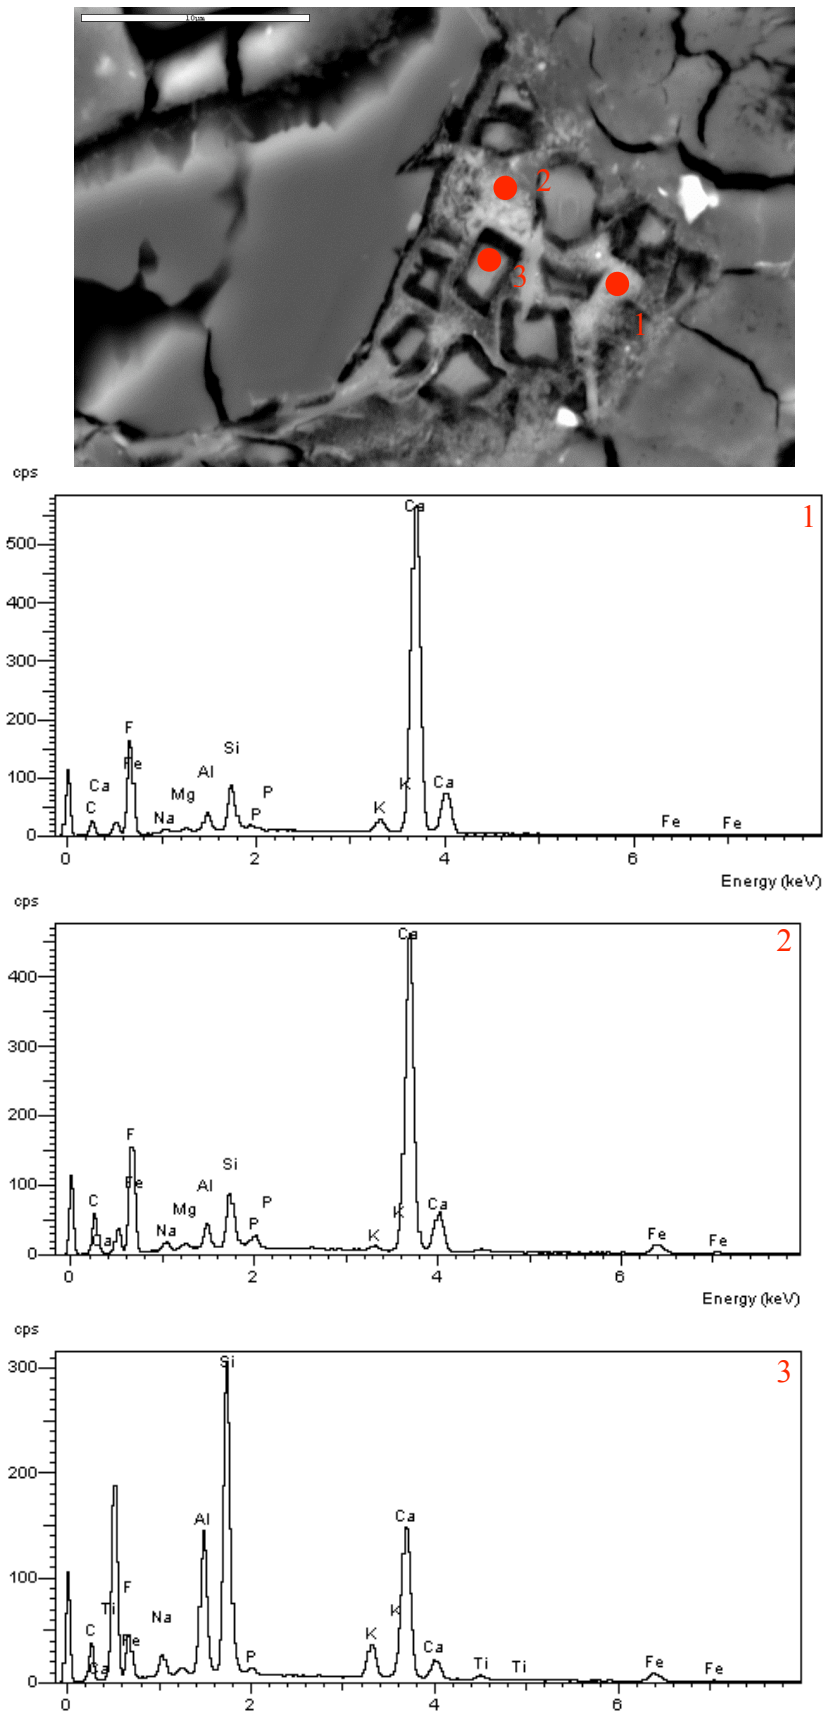 10µm
2
3
1
cps
1
Ca
500
400
300
200
F
Fe
Si
Ca
Al
100
Mg
P
K
Ca
C
Na
P
K
Fe
Fe
0
0
2
4
6
Energy (keV)
cps
2
Ca
400
300
200
F
Si
Fe
Al
100
C
Mg
P
K
Ca
Na
P
K
Fe
Fe
0
0
2
4
6
Energy (keV)
cps
3
Si
300
200
Al
Ca
100
F
Ti
Na
K
C
Fe
K
Ca
P
Ti
Ti
Fe
Fe
Ca
0
0
2
4
6